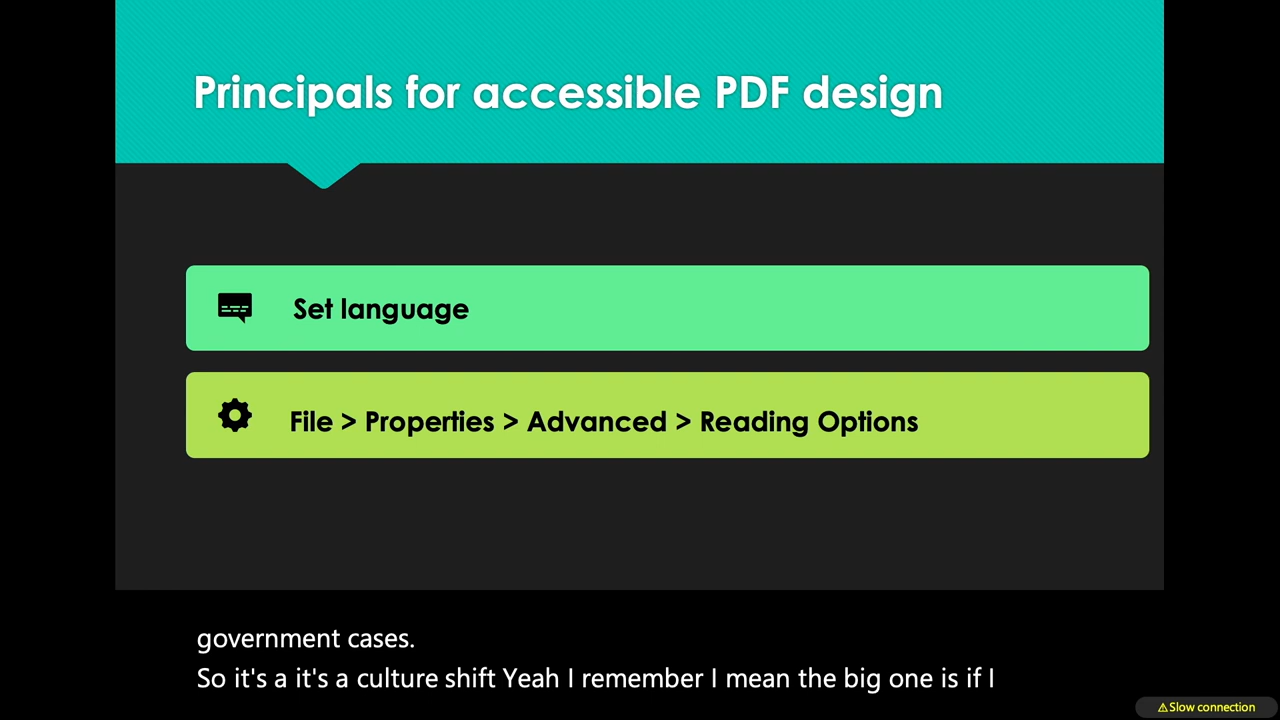 Principals for accessible PDF design
Set language
File > Properties > Advanced > Reading Options
government cases.
So it's a it's a culture shift Yeah I remember I mean the big one is if I
⚠Slow connection